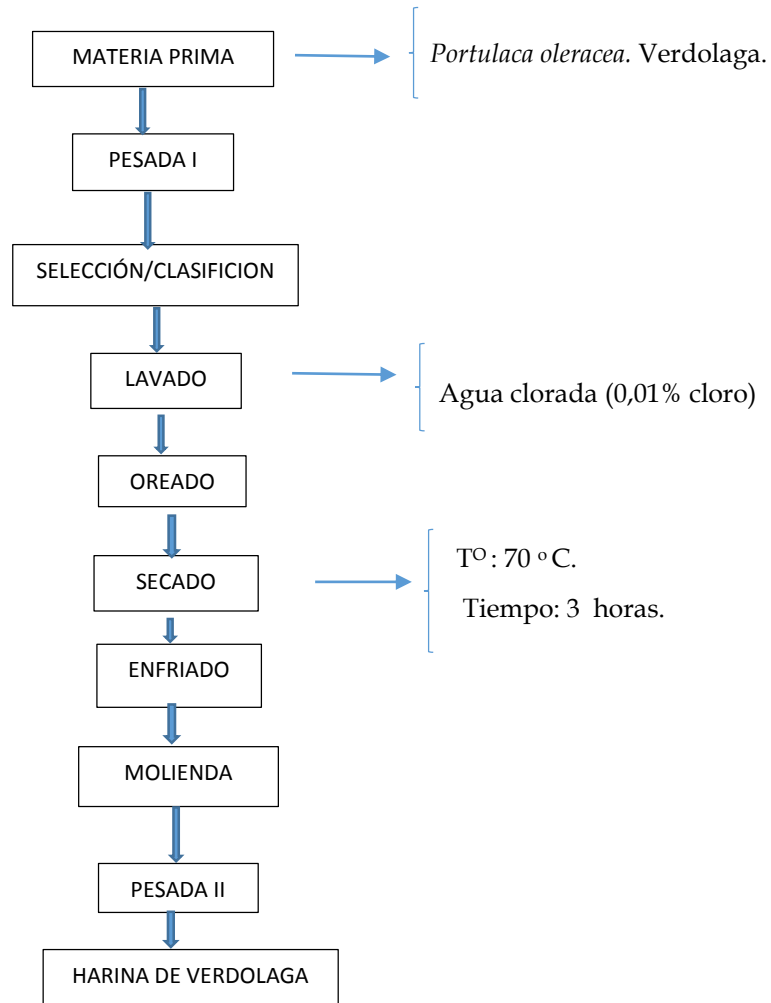 MATERIA PRIMA
Portulaca oleracea. Verdolaga.
PESADA I
SELECCIÓN/CLASIFICION
LAVADO
Agua clorada (0,01% cloro)
OREADO
SECADO
Tᴼ : 70 º C.
Tiempo: 3 horas.
ENFRIADO
MOLIENDA
PESADA II
HARINA DE VERDOLAGA